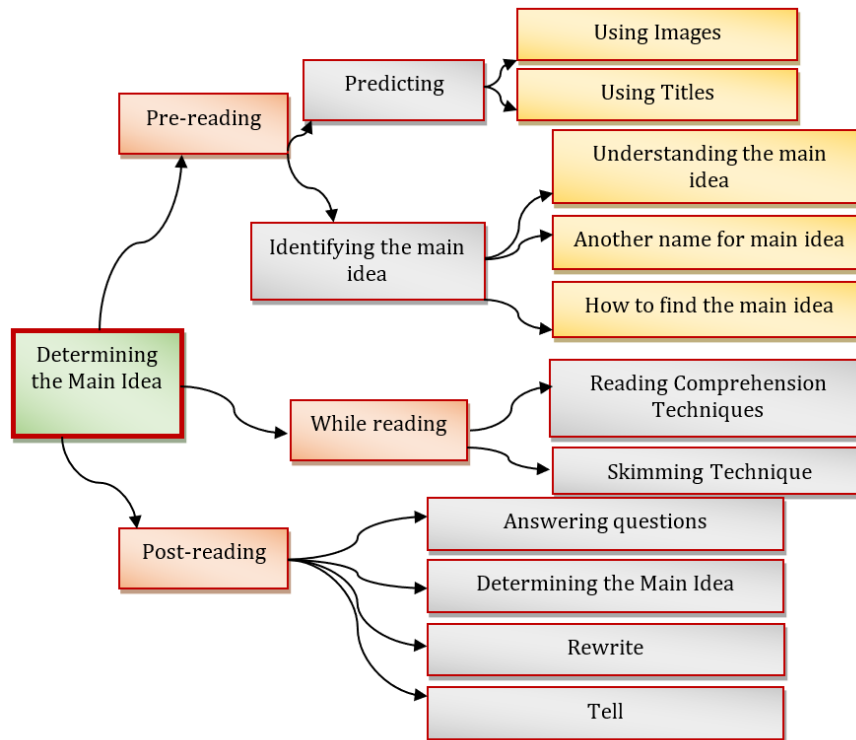 Using Images
Predicting
Using Titles
Pre-reading
Understanding the main
idea
Identifying the main
idea
Another name for main idea
How to find the main idea
Determining
the Main Idea
Reading Comprehension
Techniques
While reading
Skimming Technique
Answering questions
Post-reading
Determining the Main Idea
Rewrite
Tell